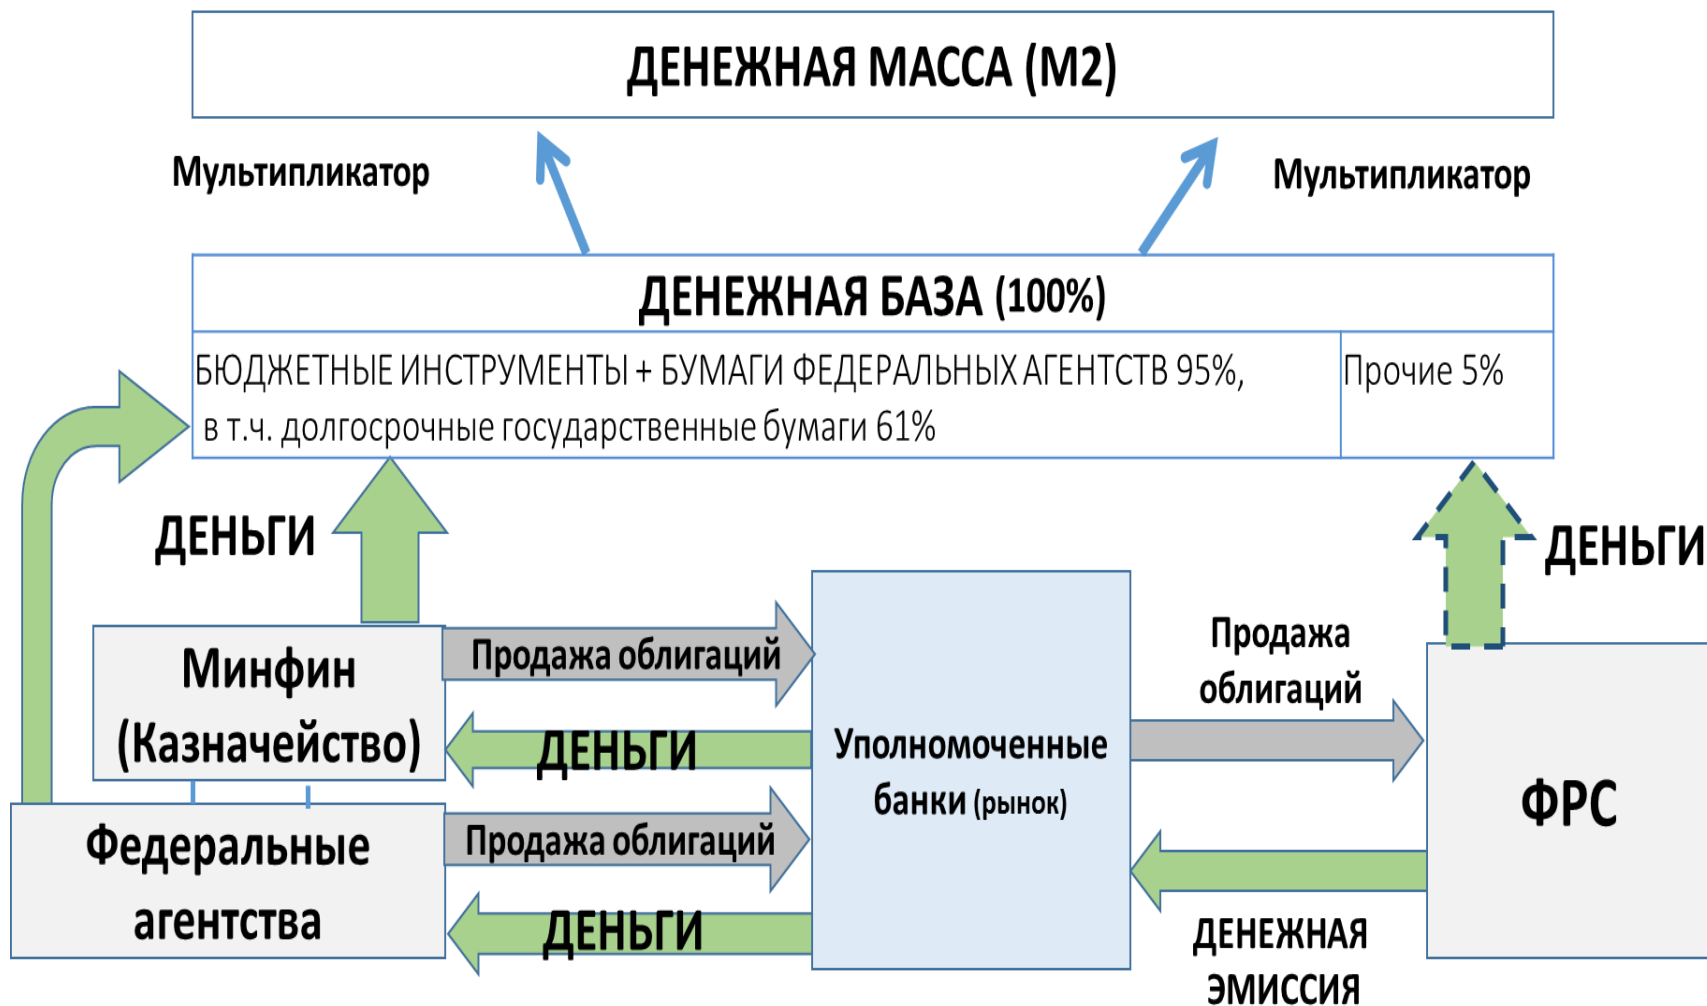 ДЕНЕЖНАЯ МАССА (М2)
Мультипликатор
Мультипликатор
ДЕНЕЖНАЯ БАЗА (100%)
БЮДЖЕТНЫЕ ИНСТРУМЕНТЫ + БУМАГИ ФЕДЕРАЛЬНЫХ АГЕНТСТВ 95%,
в т.ч. долгосрочные государственные бумаги 61%
Прочие 5%
ДЕНЬГИ
ДЕНЬГИ
Минфин
(Казначейство)
Продажа облигаций
ДЕНЬГИ
Федеральные
агентства
Продажа облигаций
ДЕНЬГИ
Уполномоченные
банки (рынок)
Продажа
облигаций
ФРС
ДЕНЕЖНАЯ
ЭМИССИЯ